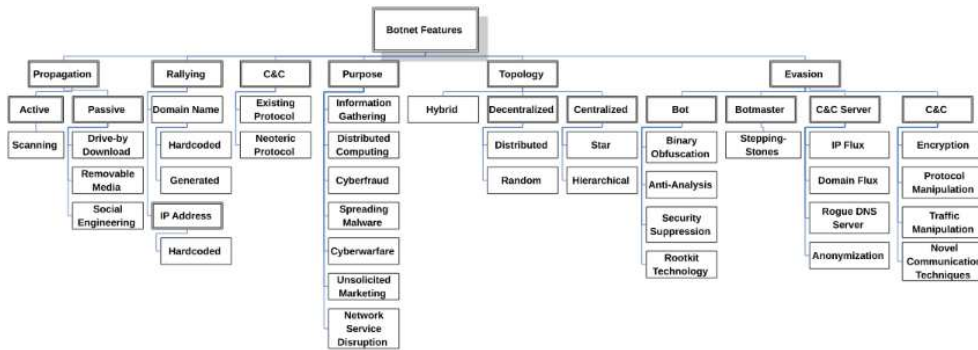 Botnet Features
Propagation
Rallying
C&C
Purpose
Topology
Evasion
Active
Passive
Scanning
Drive-by
Download
Removable
Media
Social
Engineering
Domain Name
Hardcoded
Generated
IP Address
Hardcoded
Existing
Protocol
Neoteric
Protocol
Information
Gathering
Distributed
Computing
Cyberfraud
Spreading
Malware
Cyberwarfare
Unsolicited
Marketing
Network
Service
Disruption
Hybrid
Decentralized
Distributed
Random
Centralized
Star
Hierarchical
Bot
Binary
Obfuscation
Anti-Analysis
Security
Suppression
Rootkit
Technology
Botmaster
Stepping-
Stones
C&C Server
IP Flux
Domain Flux
Rogue DNS
Server
Anonymization
C&C
Encryption
Protocol
Manipulation
Traffic
Manipulation
Novel
Communication
Techniques